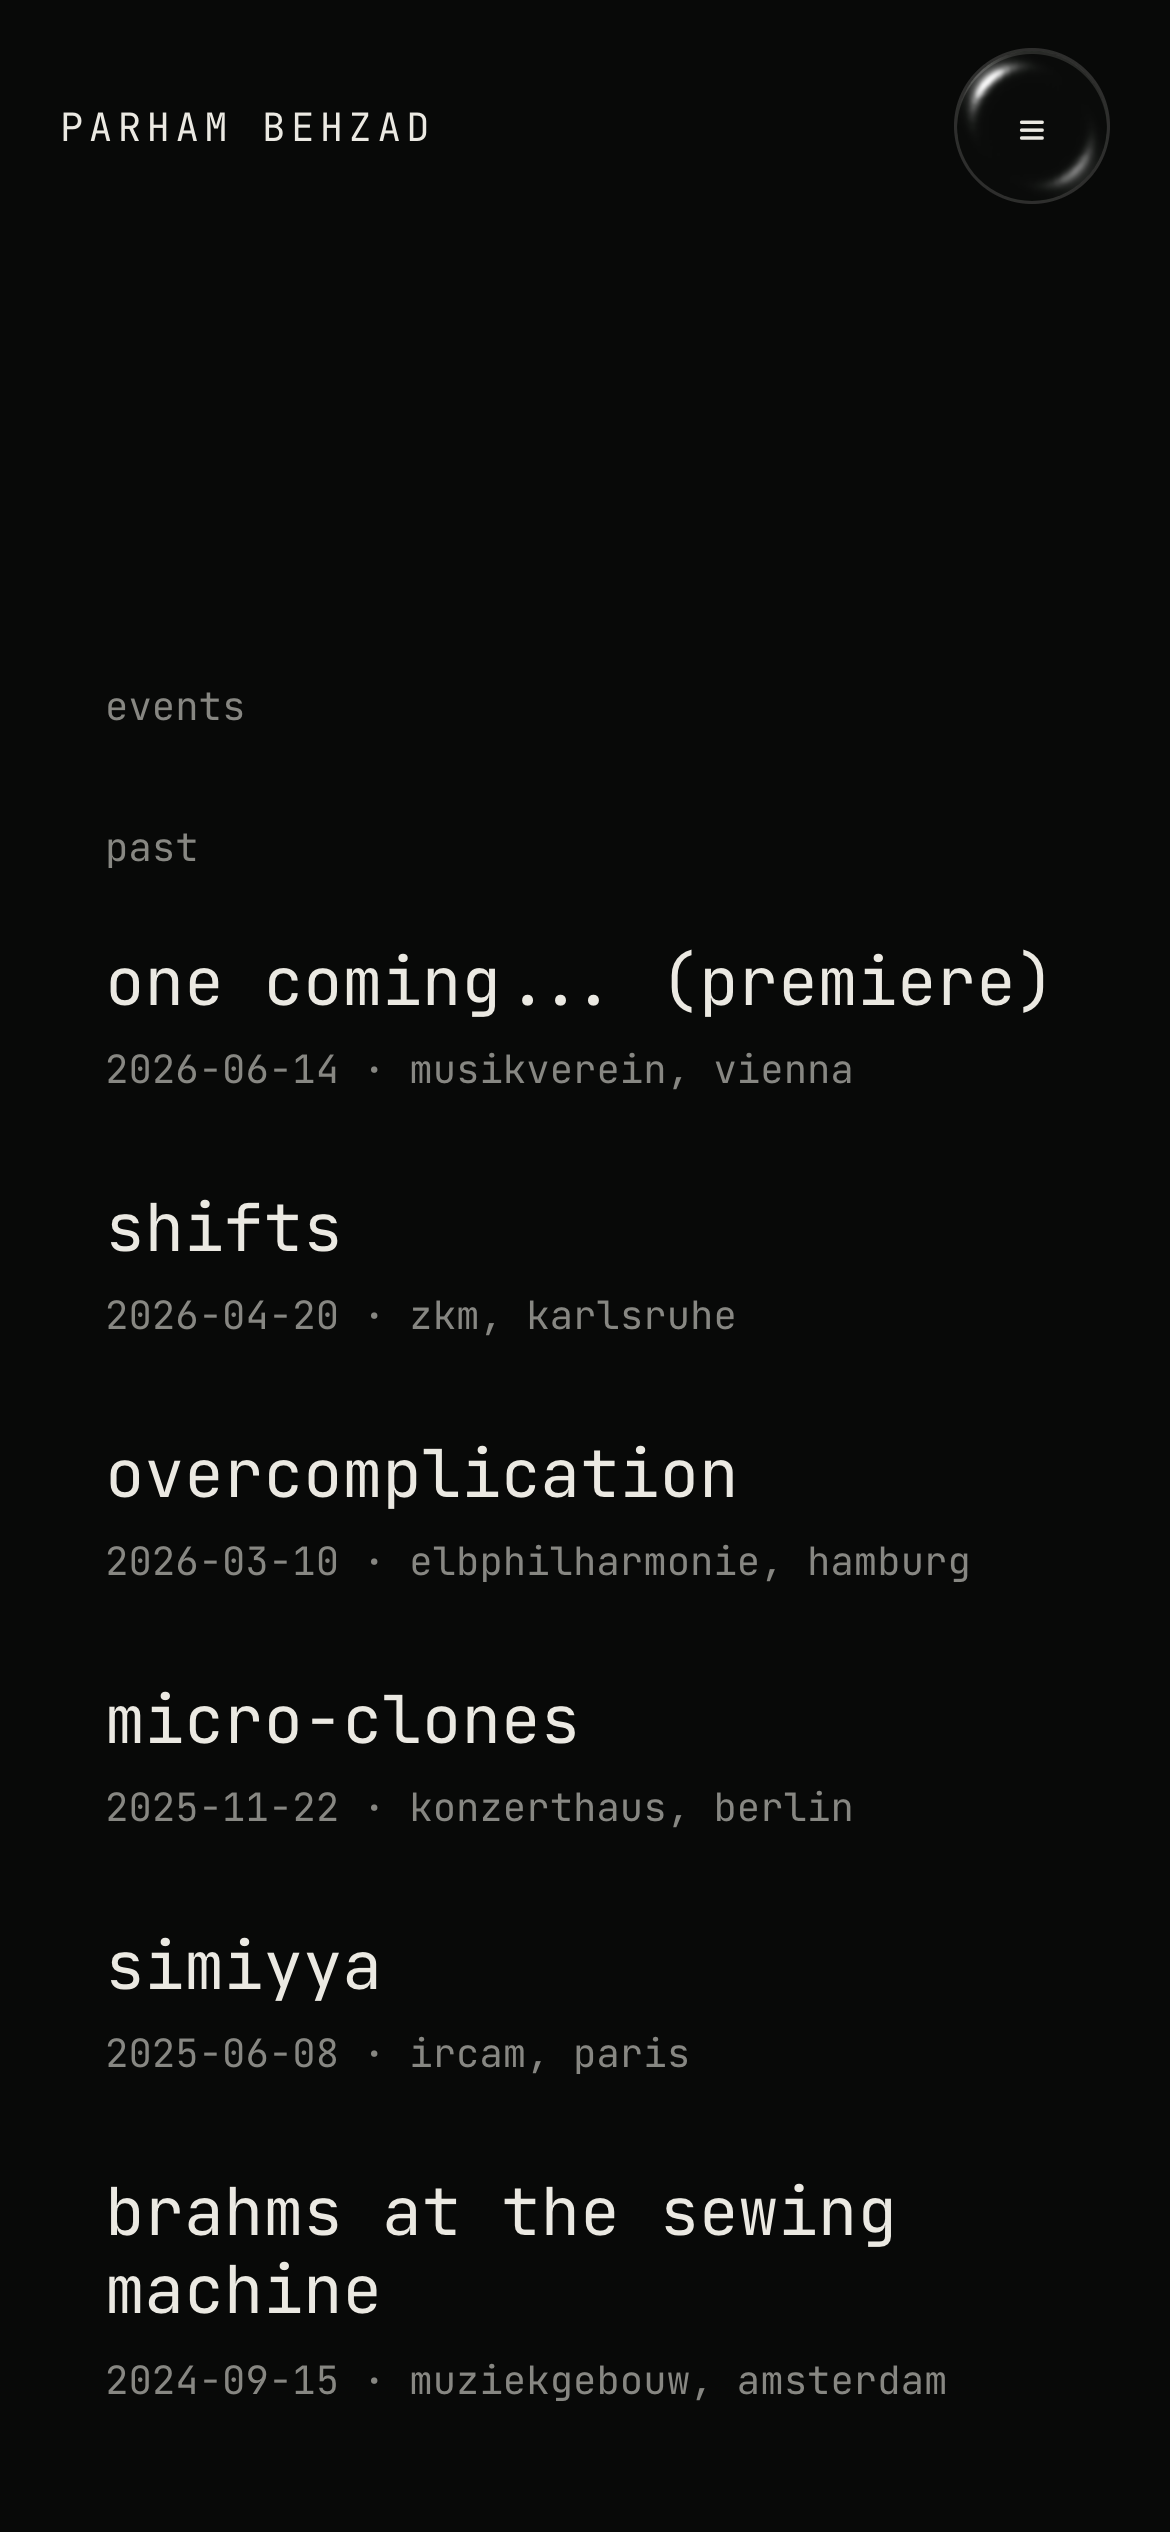 PARHAM BEHZAD
events
past
one coming... (premiere)
2026-06-14 · musikverein, vienna
shifts
2026-04-20 · zkm, karlsruhe
overcomplication
2026-03-10 · elbphilharmonie, hamburg
micro-clones
2025-11-22 · konzerthaus, berlin
simiyya
2025-06-08 · ircam, paris
brahms at the sewing
machine
2024-09-15 · muziekgebouw, amsterdam